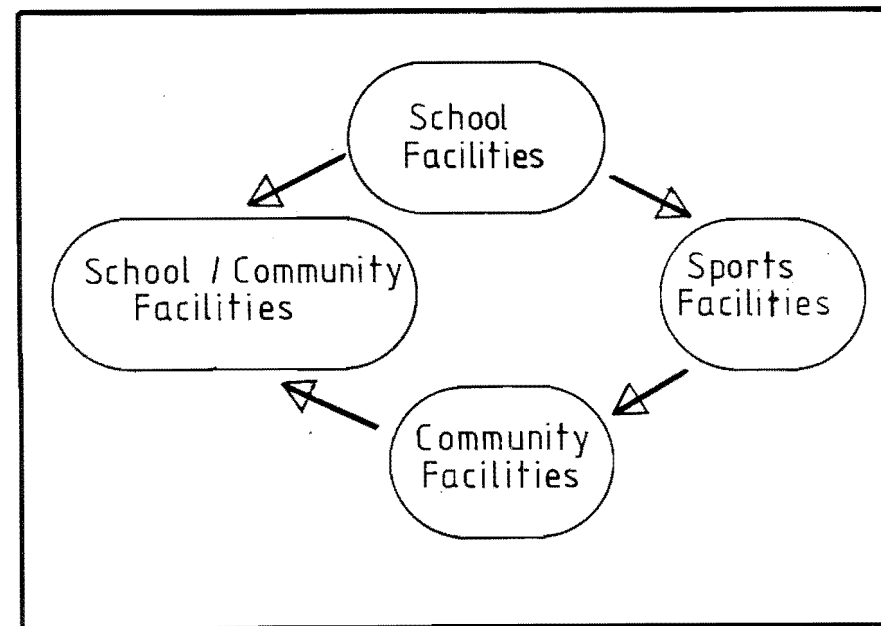 School
Facilities
School / Community
Facilities
Sports
Facilities
Community
Facilities